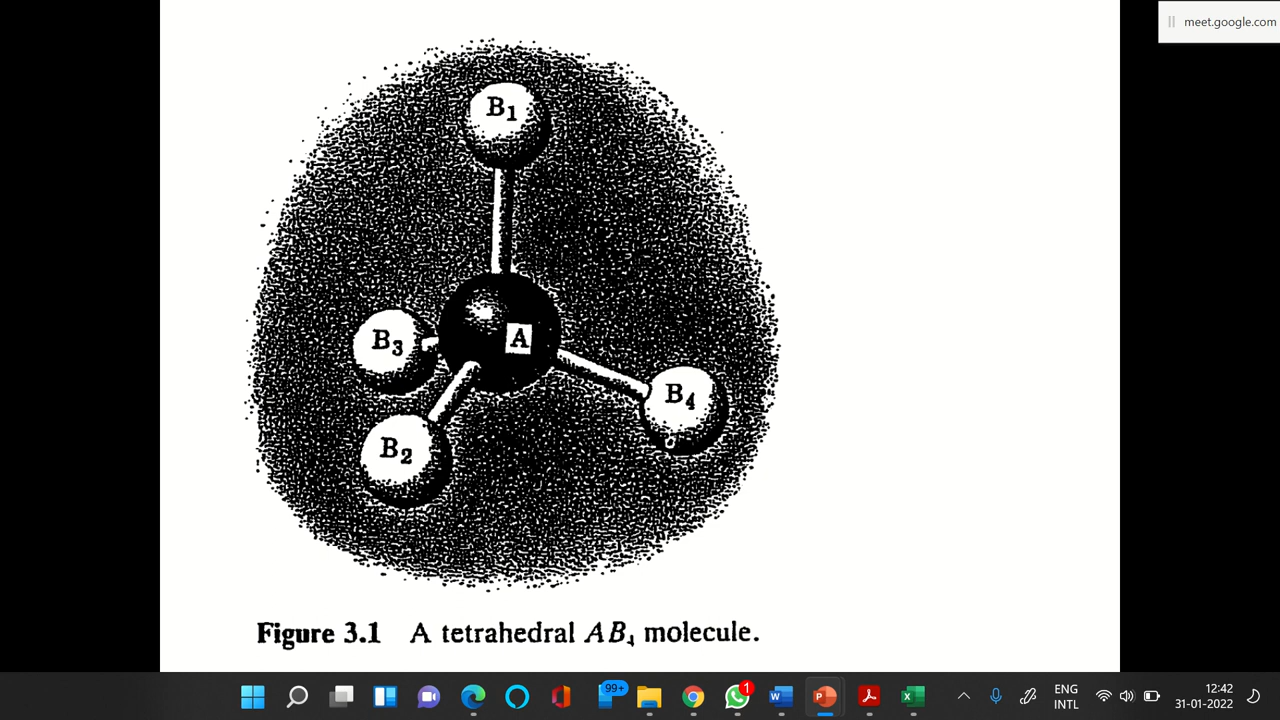 meet.google.com
B1
B3
A
B4
B2
Figure 3.1 A tetrahedral AB4 molecule.
99+
1
ENG
INTL
12:42
31-01-2022